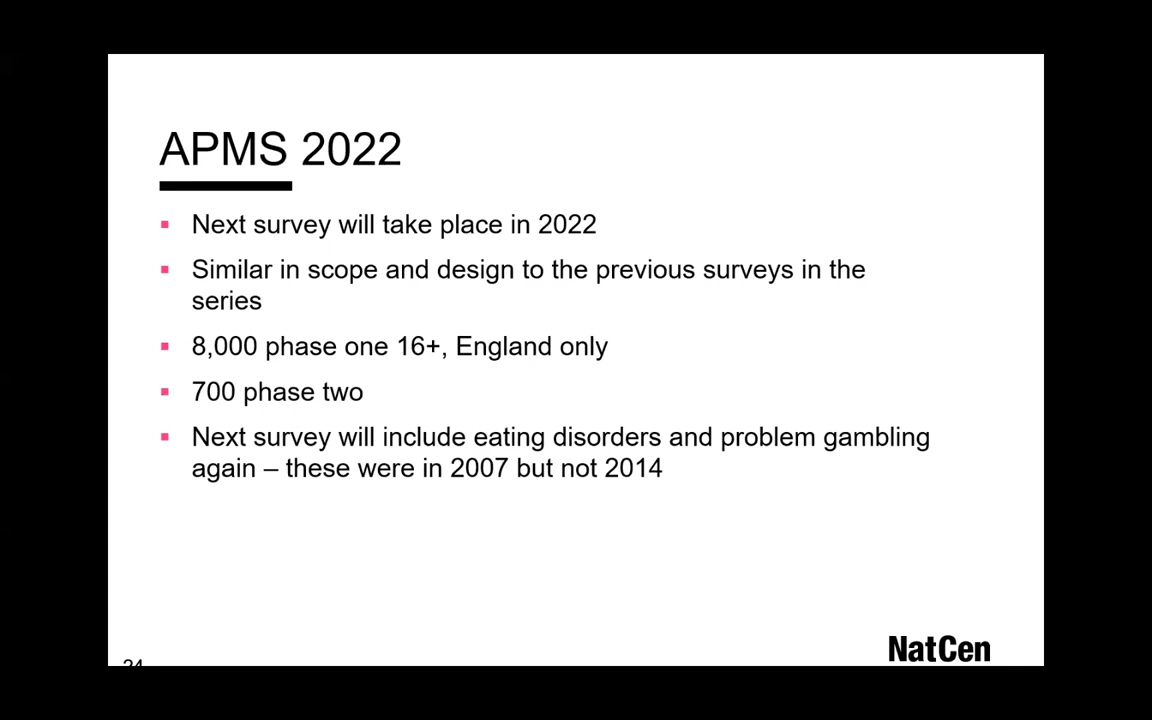 APMS 2022
Next survey will take place in 2022
Similar in scope and design to the previous surveys in the
series
8,000 phase one 16+, England only
700 phase two
Next survey will include eating disorders and problem gambling
again – these were in 2007 but not 2014
24
NatCen